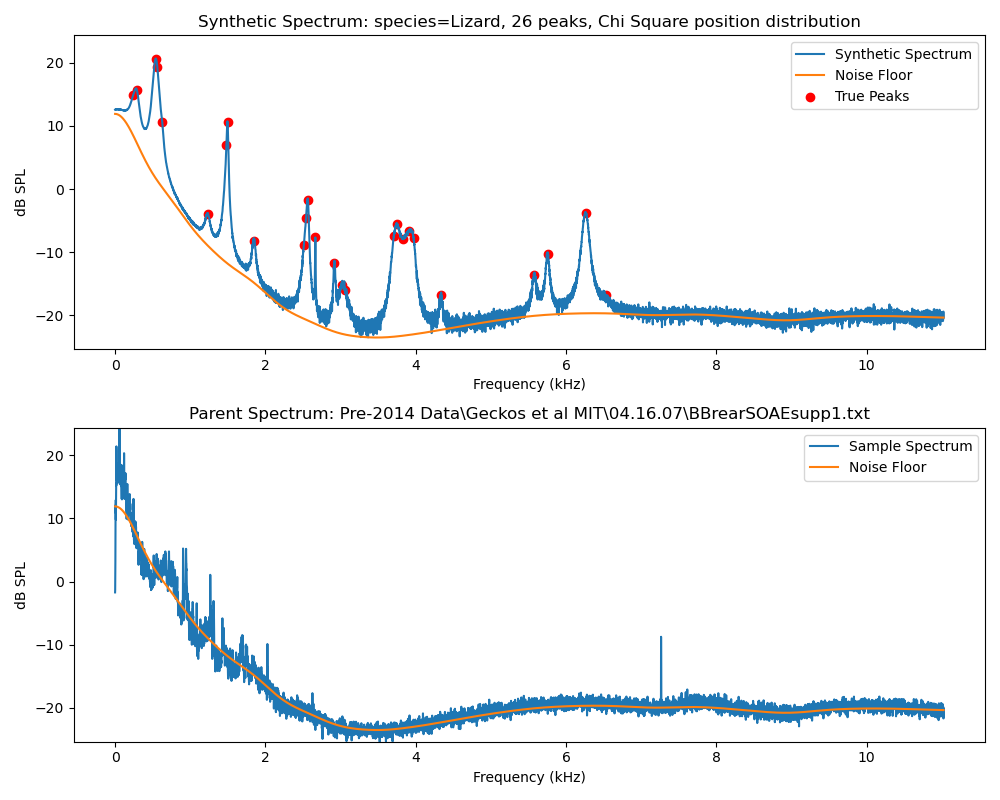 Synthetic Spectrum: species=Lizard, 26 peaks, Chi Square position distribution
dB SPL
20
10
0
−10
−20
Synthetic Spectrum
Noise Floor
True Peaks
0 2 4 6 8 10
Frequency (kHz)
Parent Spectrum: Pre-2014 Data\Geckos et al MIT\04.16.07\BBrearSOAEsupp1.txt
dB SPL
20
10
0
−10
−20
Sample Spectrum
Noise Floor
0 2 4 6 8 10
Frequency (kHz)